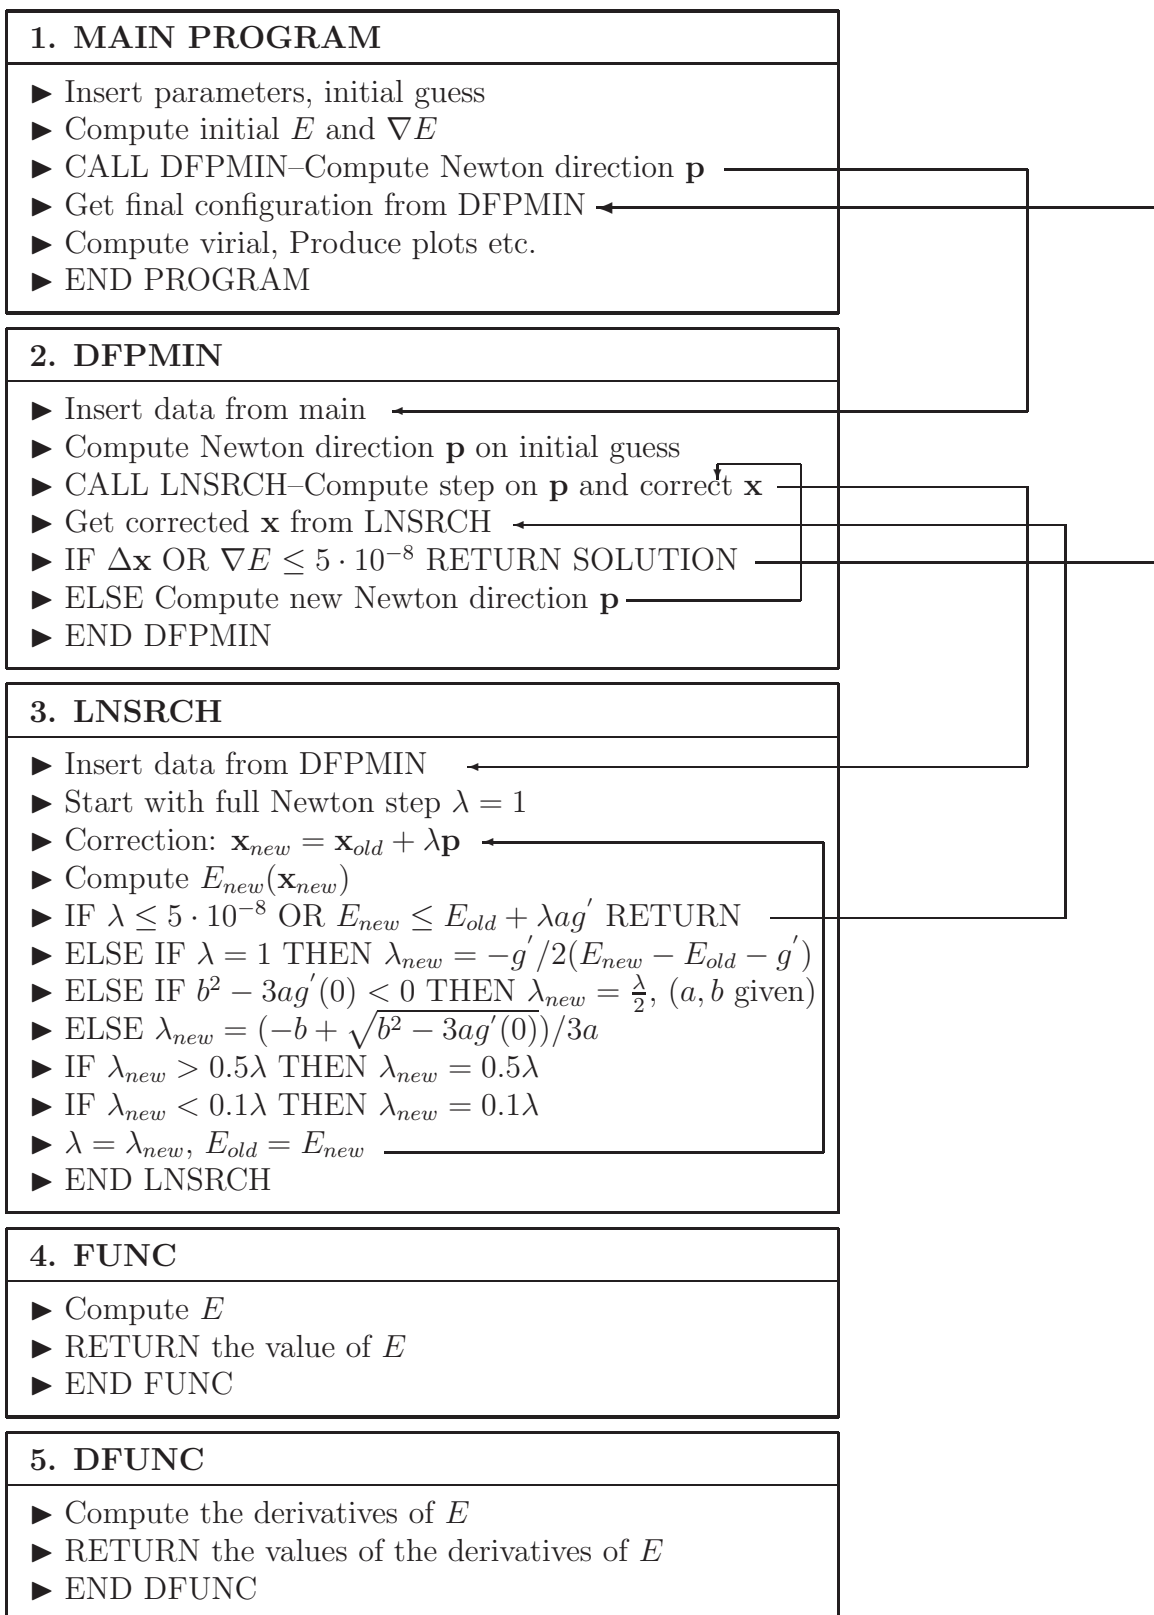 1. MAIN PROGRAM
► Insert parameters, initial guess
► Compute initial E and ∇E
► CALL DFPMIN–Compute Newton direction p
► Get final configuration from DFPMIN
► Compute virial, Produce plots etc.
► END PROGRAM
2. DFPMIN
► Insert data from main
► Compute Newton direction p on initial guess
► CALL LNSRCH–Compute step on p and correct x
► Get corrected x from LNSRCH
► IF Δx OR ∇E ≤ 5 · 10⁻⁸ RETURN SOLUTION
► ELSE Compute new Newton direction p
► END DFPMIN
3. LNSRCH
► Insert data from DFPMIN
► Start with full Newton step λ = 1
► Correction: x_new = x_old + λp
► Compute E_new(x_new)
► IF λ ≤ 5 · 10⁻⁸ OR E_new ≤ E_old + λag′ RETURN
► ELSE IF λ = 1 THEN λ_new = −g′/2(E_new − E_old − g′)
► ELSE IF b² − 3ag′(0) < 0 THEN λ_new = λ/2, (a, b given)
► ELSE λ_new = (−b + √(b² − 3ag′(0)))/3a
► IF λ_new > 0.5λ THEN λ_new = 0.5λ
► IF λ_new < 0.1λ THEN λ_new = 0.1λ
► λ = λ_new, E_old = E_new
► END LNSRCH
4. FUNC
► Compute E
► RETURN the value of E
► END FUNC
5. DFUNC
► Compute the derivatives of E
► RETURN the values of the derivatives of E
► END DFUNC